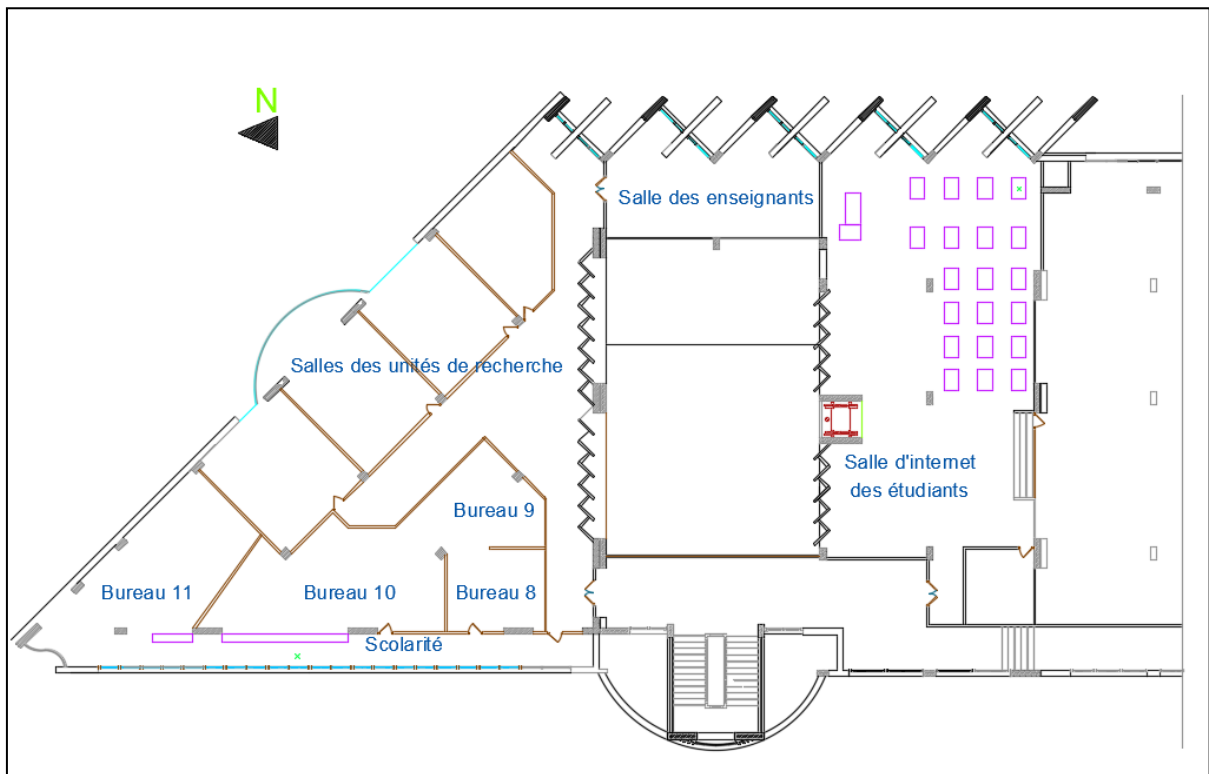 N
Salle des enseignants
Salles des unités de recherche
Salle d'internet
des étudiants
Bureau 9
Bureau 11
Bureau 10
Bureau 8
Scolarité